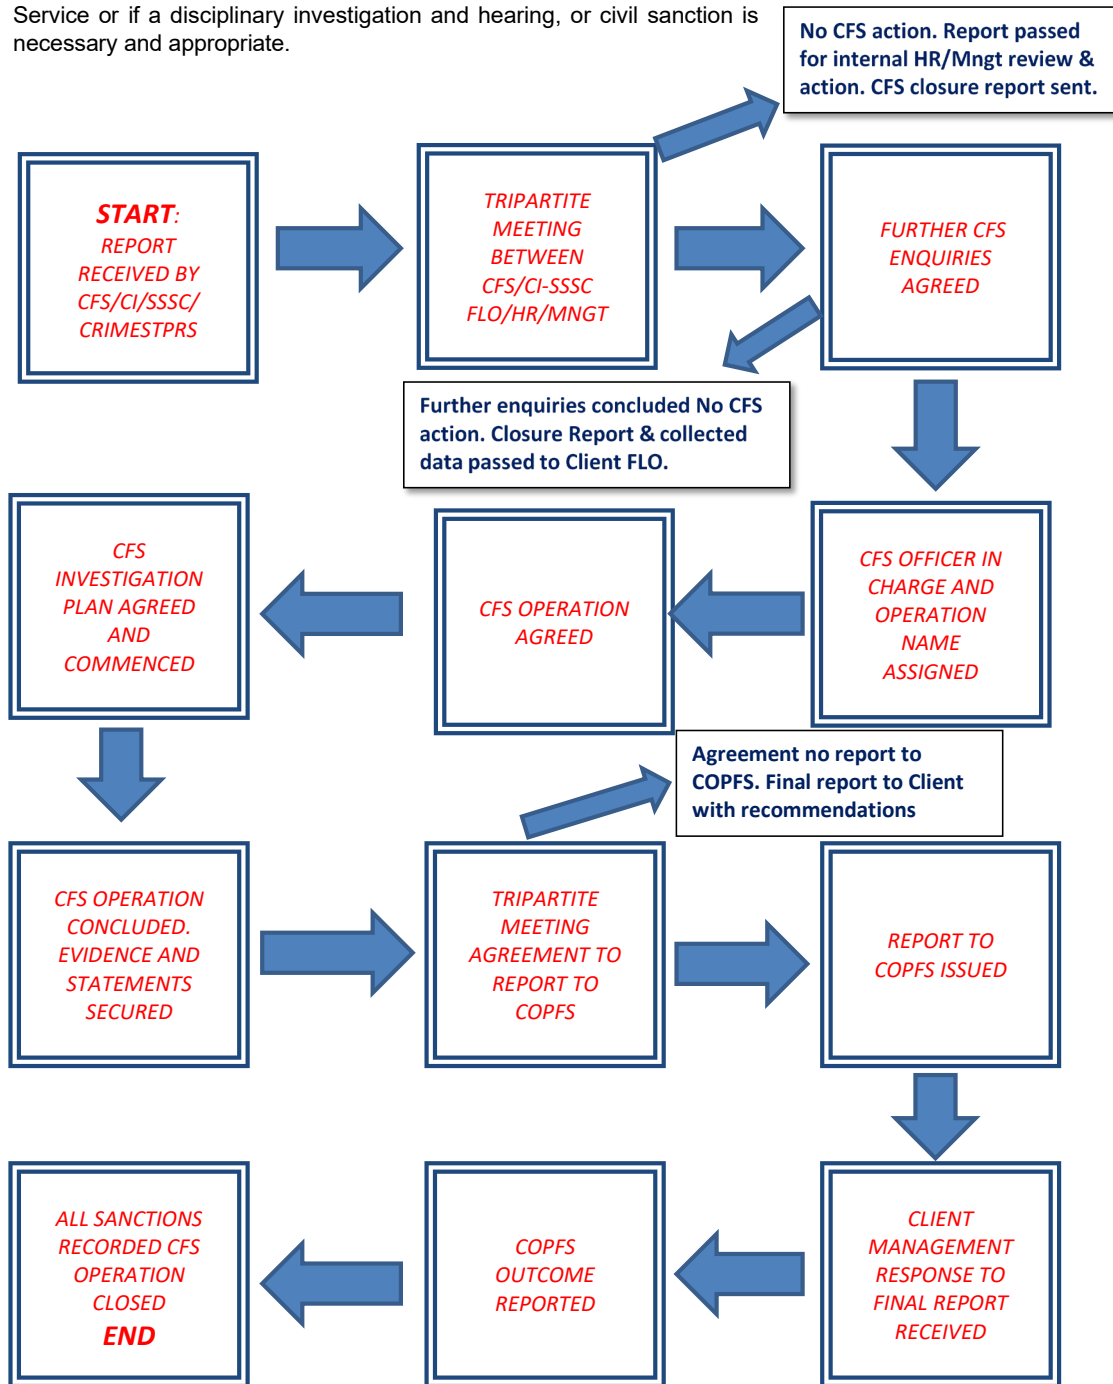 Service or if a disciplinary investigation and hearing, or civil sanction is
necessary and appropriate.
No CFS action. Report passed
for internal HR/Mngt review &
action. CFS closure report sent.
START:
REPORT
RECEIVED BY
CFS/CI/SSSC/
CRIMESTPRS
TRIPARTITE
MEETING
BETWEEN
CFS/CI-SSSC
FLO/HR/MNGT
FURTHER CFS
ENQUIRIES
AGREED
Further enquiries concluded No CFS
action. Closure Report & collected
data passed to Client FLO.
CFS OFFICER IN
CHARGE AND
OPERATION
NAME
ASSIGNED
CFS OPERATION
AGREED
CFS
INVESTIGATION
PLAN AGREED
AND
COMMENCED
Agreement no report to
COPFS. Final report to Client
with recommendations
CFS OPERATION
CONCLUDED.
EVIDENCE AND
STATEMENTS
SECURED
TRIPARTITE
MEETING
AGREEMENT TO
REPORT TO
COPFS
REPORT TO
COPFS ISSUED
CLIENT
MANAGEMENT
RESPONSE TO
FINAL REPORT
RECEIVED
COPFS
OUTCOME
REPORTED
ALL SANCTIONS
RECORDED CFS
OPERATION
CLOSED
END